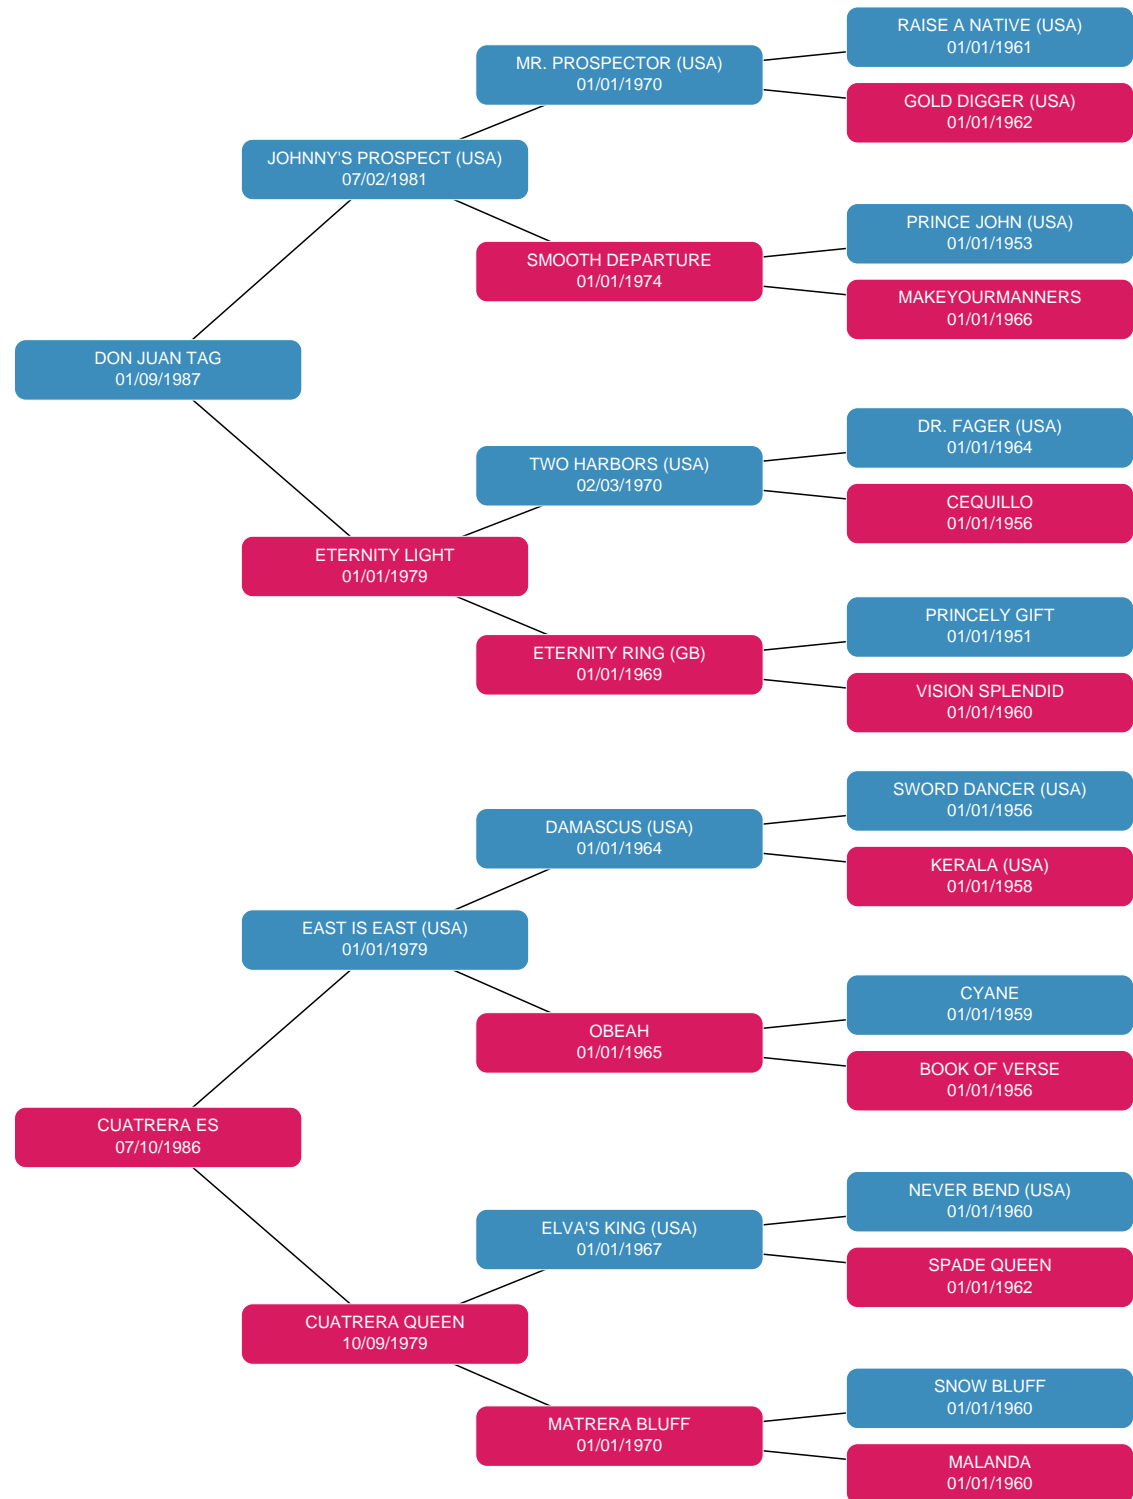 RAISE A NATIVE (USA)
01/01/1961
MR. PROSPECTOR (USA)
01/01/1970
GOLD DIGGER (USA)
01/01/1962
JOHNNY'S PROSPECT (USA)
07/02/1981
PRINCE JOHN (USA)
01/01/1953
SMOOTH DEPARTURE
01/01/1974
MAKEYOURMANNERS
01/01/1966
DON JUAN TAG
01/09/1987
DR. FAGER (USA)
01/01/1964
TWO HARBORS (USA)
02/03/1970
CEQUILLO
01/01/1956
ETERNITY LIGHT
01/01/1979
PRINCELY GIFT
01/01/1951
ETERNITY RING (GB)
01/01/1969
VISION SPLENDID
01/01/1960
SWORD DANCER (USA)
01/01/1956
DAMASCUS (USA)
01/01/1964
KERALA (USA)
01/01/1958
EAST IS EAST (USA)
01/01/1979
CYANE
01/01/1959
OBEAH
01/01/1965
BOOK OF VERSE
01/01/1956
CUATRERA ES
07/10/1986
NEVER BEND (USA)
01/01/1960
ELVA'S KING (USA)
01/01/1967
SPADE QUEEN
01/01/1962
CUATRERA QUEEN
10/09/1979
SNOW BLUFF
01/01/1960
MATRERA BLUFF
01/01/1970
MALANDA
01/01/1960